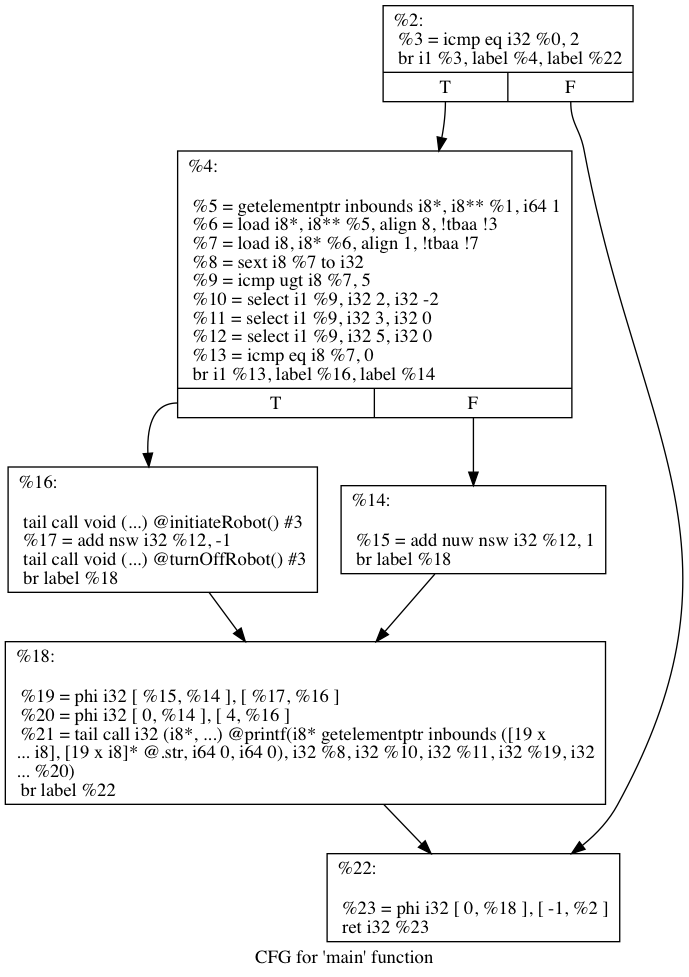 %2:
%3 = icmp eq i32 %0, 2
br i1 %3, label %4, label %22
T F
%4:
%5 = getelementptr inbounds i8*, i8** %1, i64 1
%6 = load i8*, i8** %5, align 8, !tbaa !3
%7 = load i8, i8* %6, align 1, !tbaa !7
%8 = sext i8 %7 to i32
%9 = icmp ugt i8 %7, 5
%10 = select i1 %9, i32 2, i32 -2
%11 = select i1 %9, i32 3, i32 0
%12 = select i1 %9, i32 5, i32 0
%13 = icmp eq i8 %7, 0
br i1 %13, label %16, label %14
T F
%16:
tail call void (...) @initiateRobot() #3
%17 = add nsw i32 %12, -1
tail call void (...) @turnOffRobot() #3
br label %18
%14:
%15 = add nuw nsw i32 %12, 1
br label %18
%18:
%19 = phi i32 [ %15, %14 ], [ %17, %16 ]
%20 = phi i32 [ 0, %14 ], [ 4, %16 ]
%21 = tail call i32 (i8*, ...) @printf(i8* getelementptr inbounds ([19 x
... i8], [19 x i8]* @.str, i64 0, i64 0), i32 %8, i32 %10, i32 %11, i32 %19, i32
... %20)
br label %22
%22:
%23 = phi i32 [ 0, %18 ], [ -1, %2 ]
ret i32 %23
CFG for 'main' function